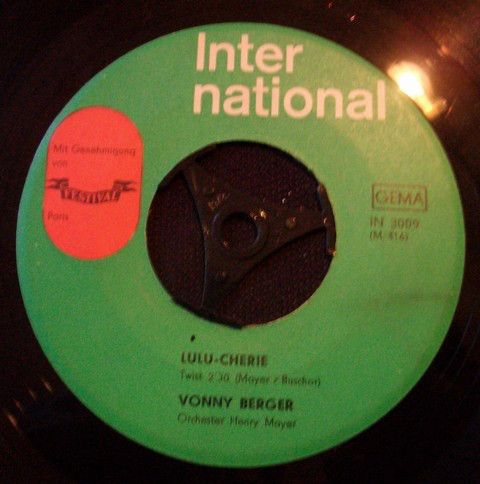 Inter
national
Mit Genehmigung
von
FESTIVAL
Paris
GEMA
IN 3009
(M. 416)
LULU-CHERIE
Twist 2'30 (Mayer / Buschor)
VONNY BERGER
Orchester Henry Mayer